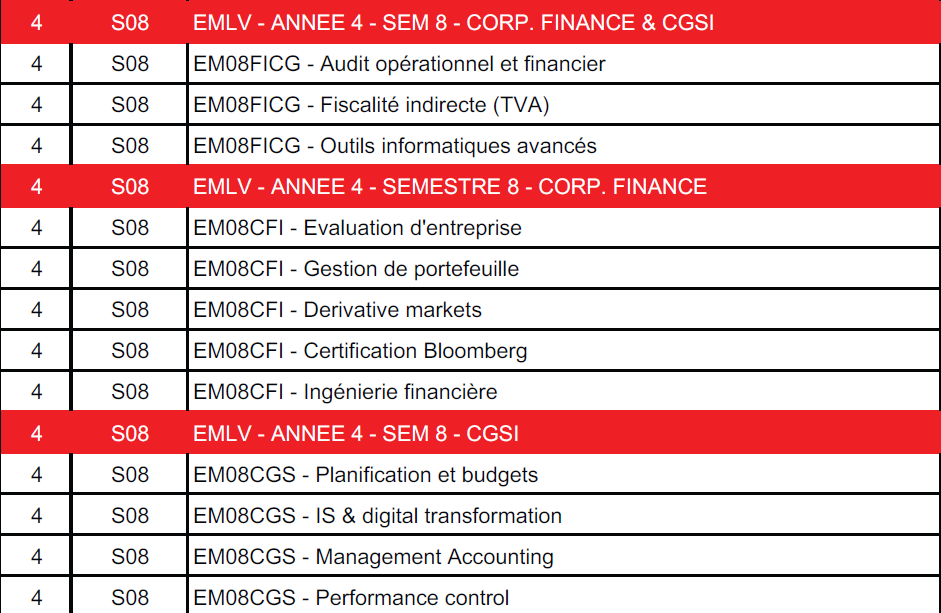 4 S08 EMLV - ANNEE 4 - SEM 8 - CORP. FINANCE & CGSI
4 S08 EM08FICG - Audit opérationnel et financier
4 S08 EM08FICG - Fiscalité indirecte (TVA)
4 S08 EM08FICG - Outils informatiques avancés
4 S08 EMLV - ANNEE 4 - SEMESTRE 8 - CORP. FINANCE
4 S08 EM08CFI - Evaluation d'entreprise
4 S08 EM08CFI - Gestion de portefeuille
4 S08 EM08CFI - Derivative markets
4 S08 EM08CFI - Certification Bloomberg
4 S08 EM08CFI - Ingénierie financière
4 S08 EMLV - ANNEE 4 - SEM 8 - CGSI
4 S08 EM08CGS - Planification et budgets
4 S08 EM08CGS - IS & digital transformation
4 S08 EM08CGS - Management Accounting
4 S08 EM08CGS - Performance control